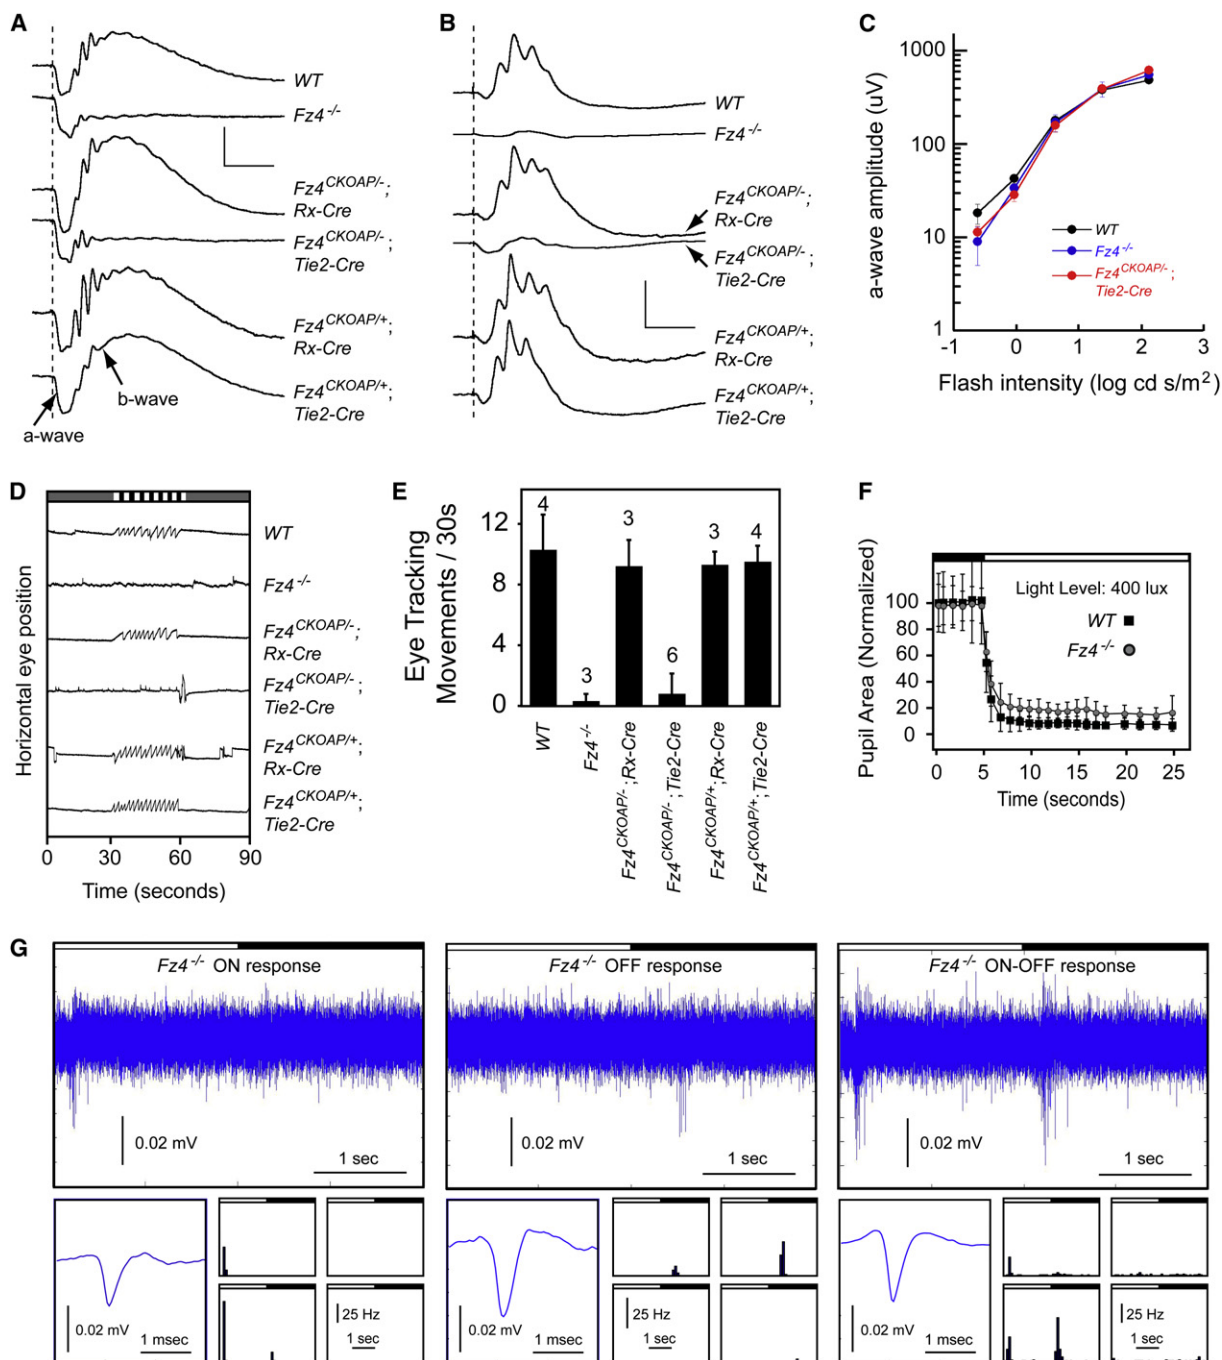 A
WT
Fz4-/-
Fz4CKOAP/-;
Rx-Cre
Fz4CKOAP/-;
Tie2-Cre
Fz4CKOAP/+;
Rx-Cre
Fz4CKOAP/+;
Tie2-Cre
b-wave
a-wave
B
WT
Fz4-/-
Fz4CKOAP/-;
Rx-Cre
Fz4CKOAP/-;
Tie2-Cre
Fz4CKOAP/+;
Rx-Cre
Fz4CKOAP/+;
Tie2-Cre
C
a-wave amplitude (uV)
1000
100
10
1
-1 0 1 2 3
Flash intensity (log cd s/m2)
WT
Fz4-/-
Fz4CKOAP/-;
Tie2-Cre
D
Horizontal eye position
WT
Fz4-/-
Fz4CKOAP/-;
Rx-Cre
Fz4CKOAP/-;
Tie2-Cre
Fz4CKOAP/+;
Rx-Cre
Fz4CKOAP/+;
Tie2-Cre
0 30 60 90
Time (seconds)
E
Eye Tracking
Movements / 30s
12
8
4
0
4 3 3 6 3 4
WT
Fz4-/-
Fz4CKOAP/-;Rx-Cre
Fz4CKOAP/-;Tie2-Cre
Fz4CKOAP/+;Rx-Cre
Fz4CKOAP/+;Tie2-Cre
F
Pupil Area (Normalized)
100
80
60
40
20
0
Light Level: 400 lux
WT
Fz4-/-
0 5 10 15 20 25
Time (seconds)
G
Fz4-/- ON response
0.02 mV
1 sec
Fz4-/- OFF response
0.02 mV
1 sec
Fz4-/- ON-OFF response
0.02 mV
1 sec
0.02 mV
1 msec
25 Hz
1 sec
0.02 mV
1 msec
25 Hz
1 sec
0.02 mV
1 msec
25 Hz
1 sec